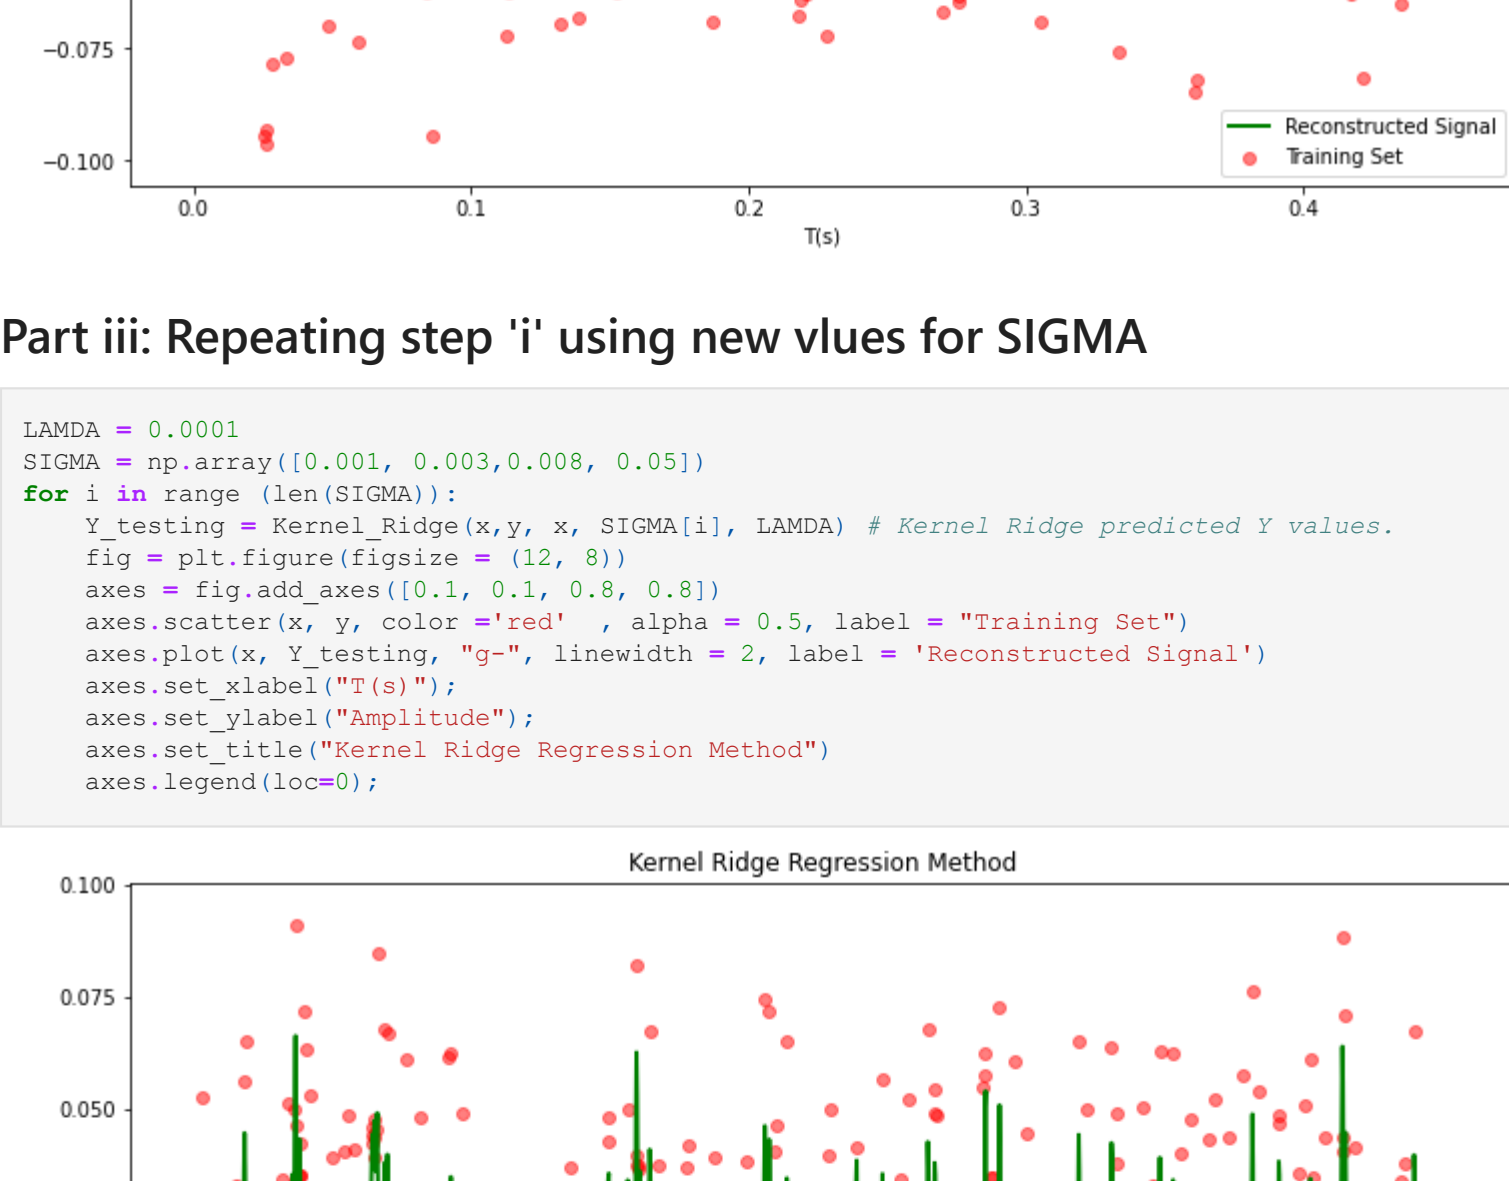 −0.075
−0.100
Reconstructed Signal
Training Set
0.0 0.1 0.2 0.3 0.4
T(s)
Part iii: Repeating step 'i' using new vlues for SIGMA
LAMDA = 0.0001
SIGMA = np.array([0.001, 0.003,0.008, 0.05])
for i in range (len(SIGMA)):
    Y_testing = Kernel_Ridge(x,y, x, SIGMA[i], LAMDA) # Kernel Ridge predicted Y values.
    fig = plt.figure(figsize = (12, 8))
    axes = fig.add_axes([0.1, 0.1, 0.8, 0.8])
    axes.scatter(x, y, color ='red'  , alpha = 0.5, label = "Training Set")
    axes.plot(x, Y_testing, "g-", linewidth = 2, label = 'Reconstructed Signal')
    axes.set_xlabel("T(s)");
    axes.set_ylabel("Amplitude");
    axes.set_title("Kernel Ridge Regression Method")
    axes.legend(loc=0);
Kernel Ridge Regression Method
0.100
0.075
0.050